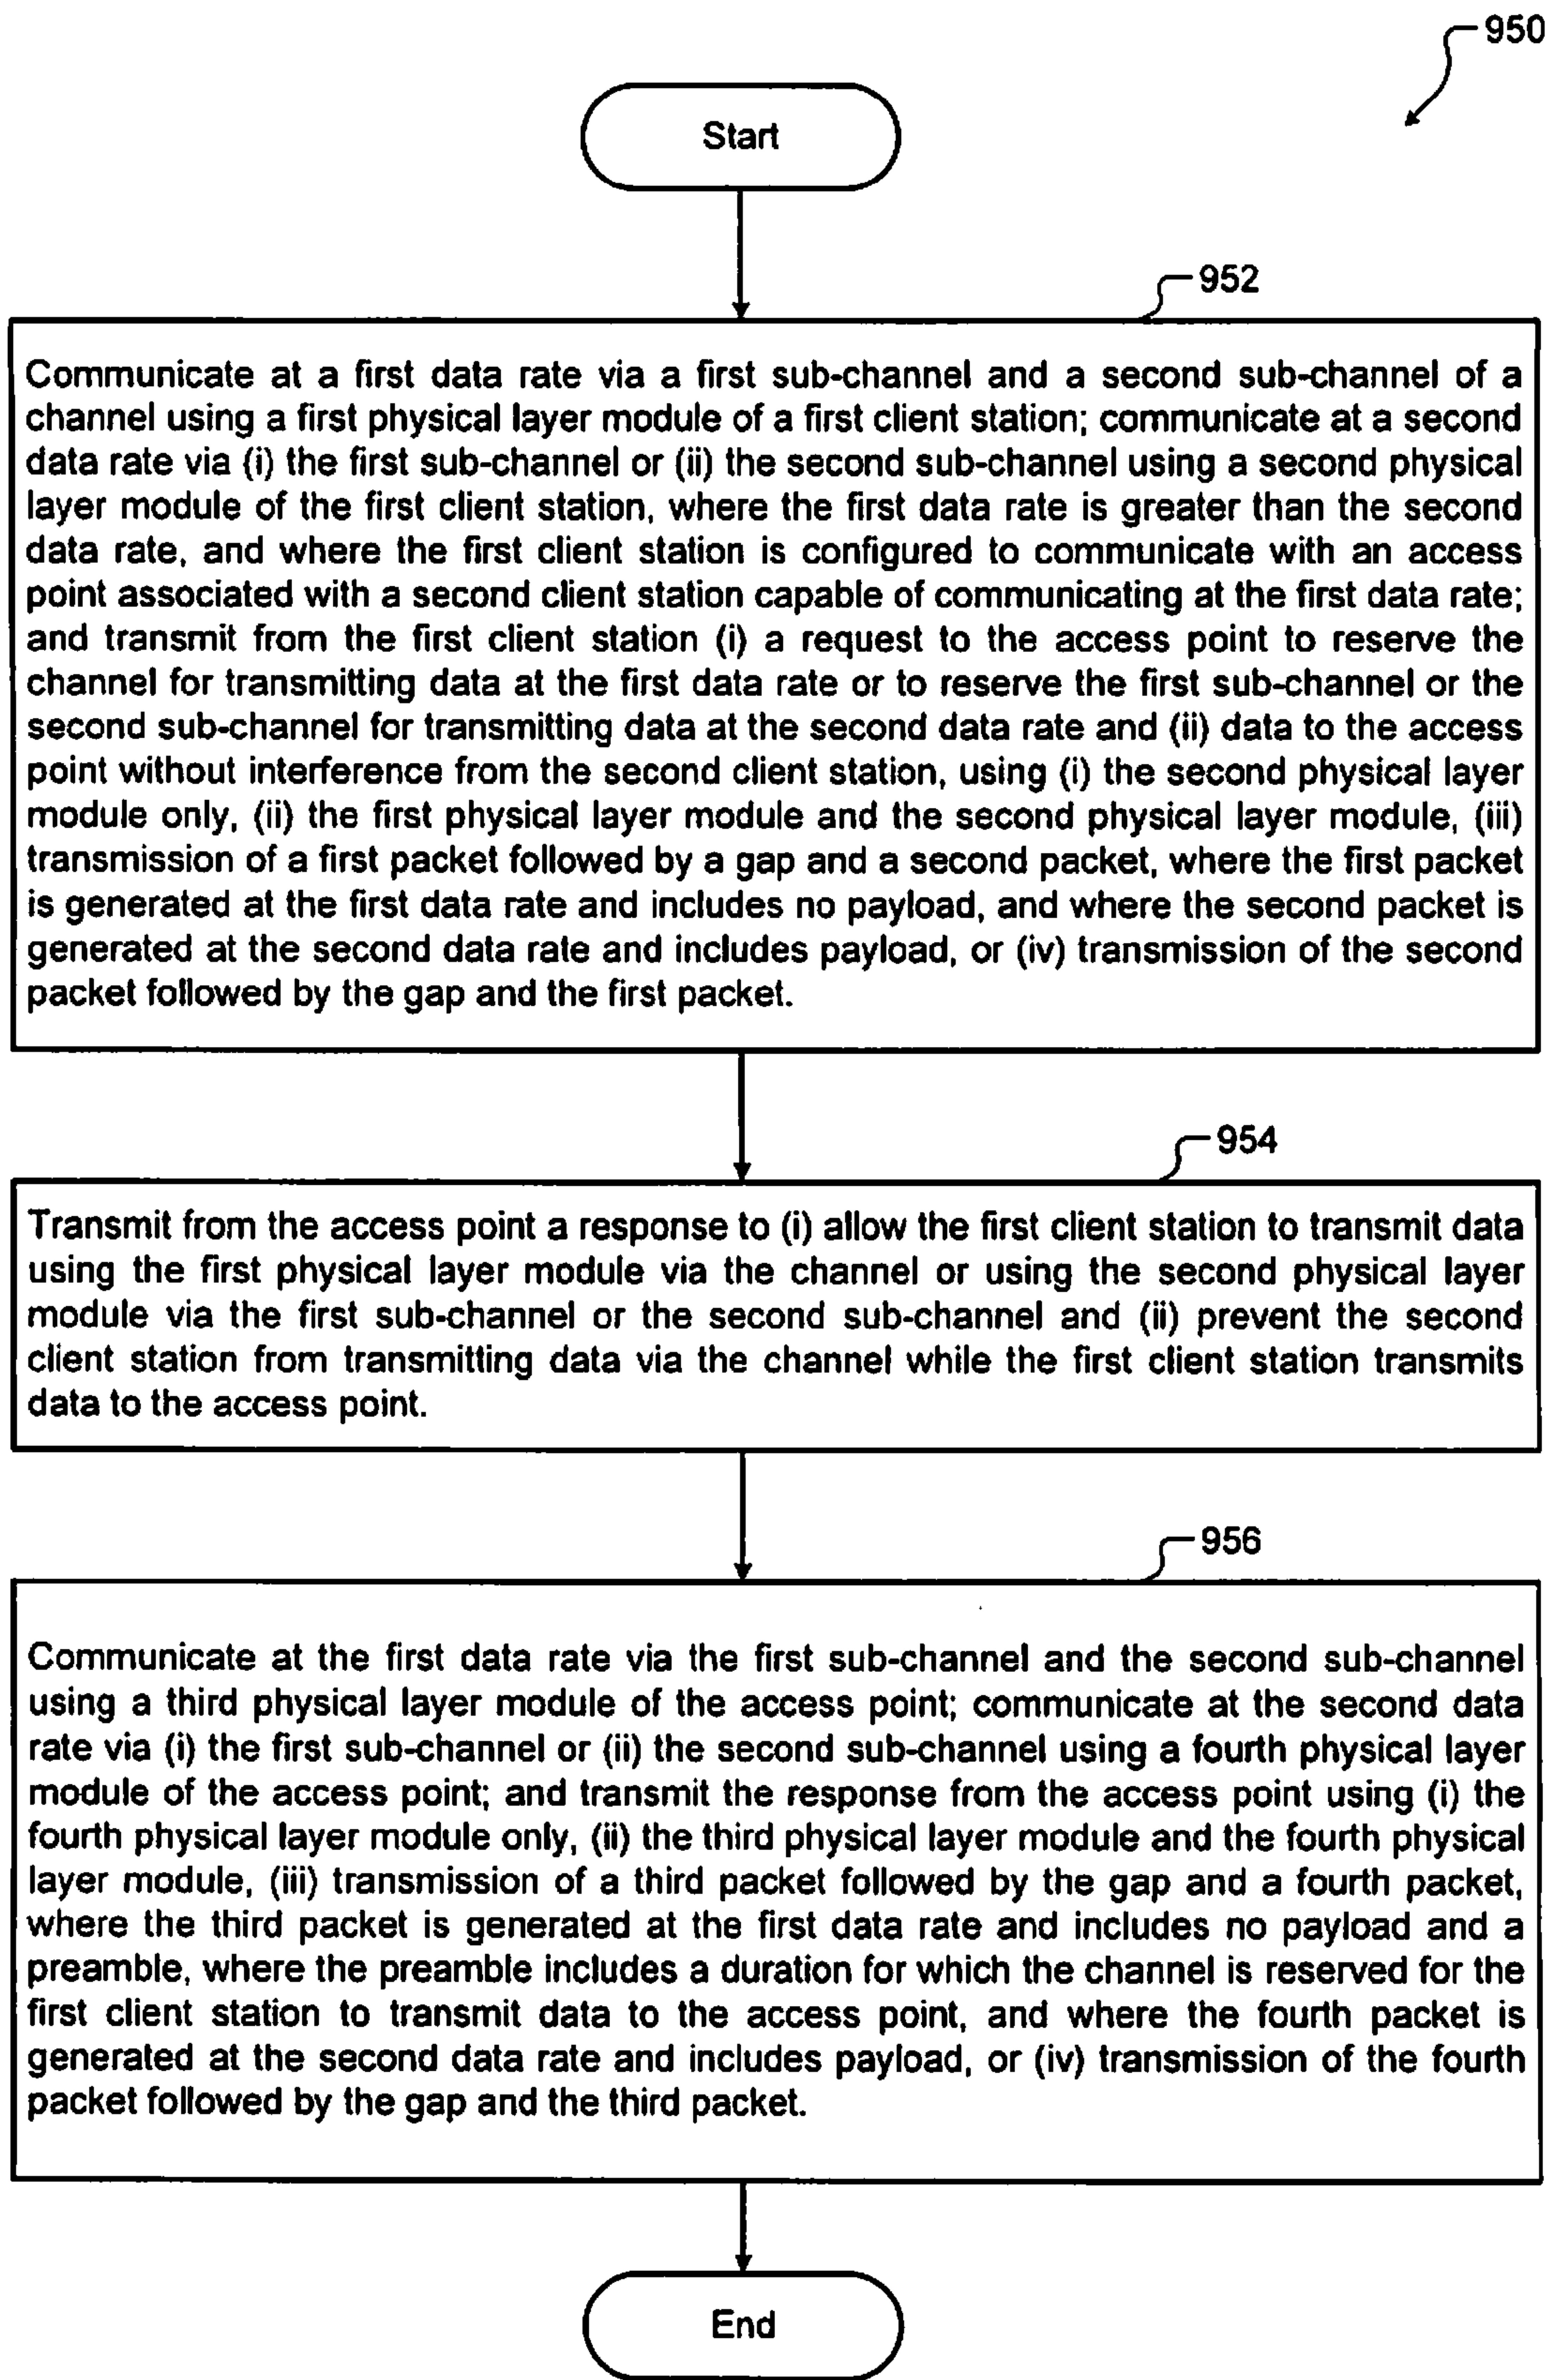 950
Start
952
Communicate at a first data rate via a first sub-channel and a second sub-channel of a
channel using a first physical layer module of a first client station; communicate at a second
data rate via (i) the first sub-channel or (ii) the second sub-channel using a second physical
layer module of the first client station, where the first data rate is greater than the second
data rate, and where the first client station is configured to communicate with an access
point associated with a second client station capable of communicating at the first data rate;
and transmit from the first client station (i) a request to the access point to reserve the
channel for transmitting data at the first data rate or to reserve the first sub-channel or the
second sub-channel for transmitting data at the second data rate and (ii) data to the access
point without interference from the second client station, using (i) the second physical layer
module only, (ii) the first physical layer module and the second physical layer module, (iii)
transmission of a first packet followed by a gap and a second packet, where the first packet
is generated at the first data rate and includes no payload, and where the second packet is
generated at the second data rate and includes payload, or (iv) transmission of the second
packet followed by the gap and the first packet.
954
Transmit from the access point a response to (i) allow the first client station to transmit data
using the first physical layer module via the channel or using the second physical layer
module via the first sub-channel or the second sub-channel and (ii) prevent the second
client station from transmitting data via the channel while the first client station transmits
data to the access point.
956
Communicate at the first data rate via the first sub-channel and the second sub-channel
using a third physical layer module of the access point; communicate at the second data
rate via (i) the first sub-channel or (ii) the second sub-channel using a fourth physical layer
module of the access point; and transmit the response from the access point using (i) the
fourth physical layer module only, (ii) the third physical layer module and the fourth physical
layer module, (iii) transmission of a third packet followed by the gap and a fourth packet,
where the third packet is generated at the first data rate and includes no payload and a
preamble, where the preamble includes a duration for which the channel is reserved for the
first client station to transmit data to the access point, and where the fourth packet is
generated at the second data rate and includes payload, or (iv) transmission of the fourth
packet followed by the gap and the third packet.
End